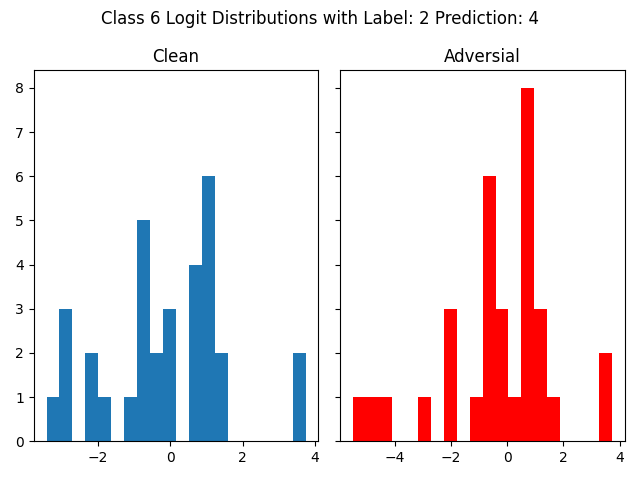 Class 6 Logit Distributions with Label: 2 Prediction: 4
Clean
Adversial
8
7
6
5
4
3
2
1
0
−2 0 2 4
−4 −2 0 2 4